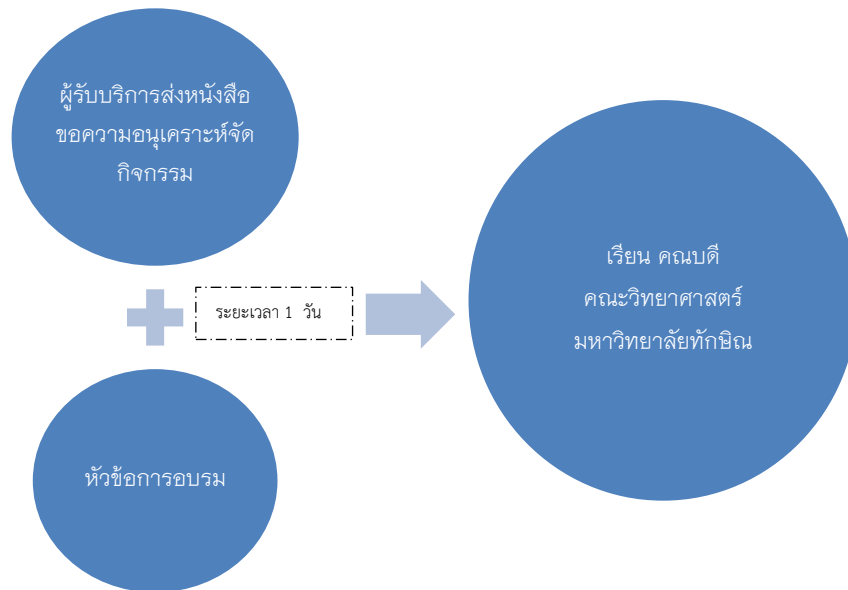 ผู้รับบริการส่งหนังสือ
ขอความอนุเคราะห์จัด
กิจกรรม
ระยะเวลา 1 วัน
หัวข้อการอบรม
เรียน คณบดี
คณะวิทยาศาสตร์
มหาวิทยาลัยทักษิณ